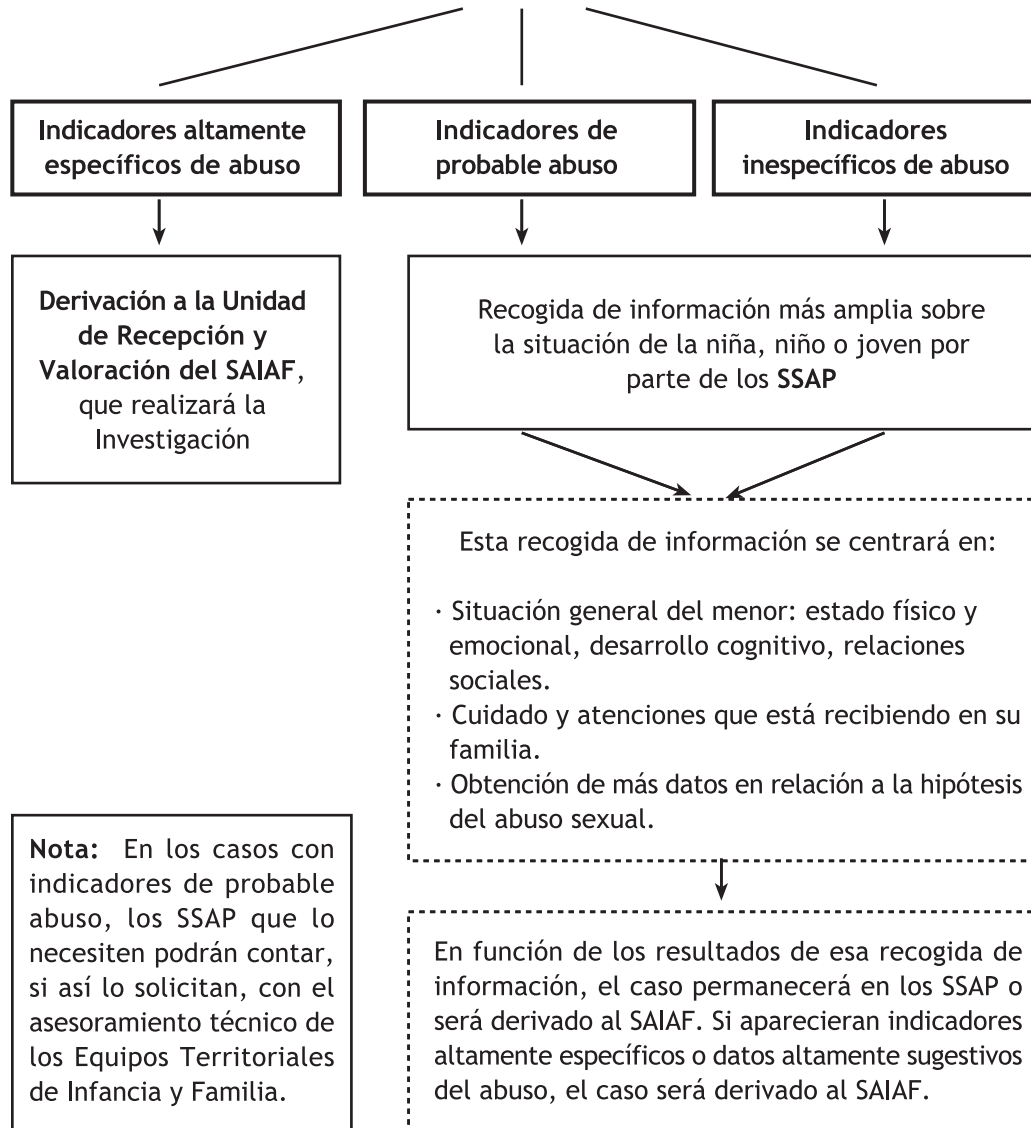 Indicadores altamente
específicos de abuso
Indicadores de
probable abuso
Indicadores
inespecíficos de abuso
Derivación a la Unidad
de Recepción y
Valoración del SAIAF,
que realizará la
Investigación
Recogida de información más amplia sobre
la situación de la niña, niño o joven por
parte de los SSAP
Esta recogida de información se centrará en:
· Situación general del menor: estado físico y
emocional, desarrollo cognitivo, relaciones
sociales.
· Cuidado y atenciones que está recibiendo en su
familia.
· Obtención de más datos en relación a la hipótesis
del abuso sexual.
Nota: En los casos con
indicadores de probable
abuso, los SSAP que lo
necesiten podrán contar,
si así lo solicitan, con el
asesoramiento técnico de
los Equipos Territoriales
de Infancia y Familia.
En función de los resultados de esa recogida de
información, el caso permanecerá en los SSAP o
será derivado al SAIAF. Si aparecieran indicadores
altamente específicos o datos altamente sugestivos
del abuso, el caso será derivado al SAIAF.